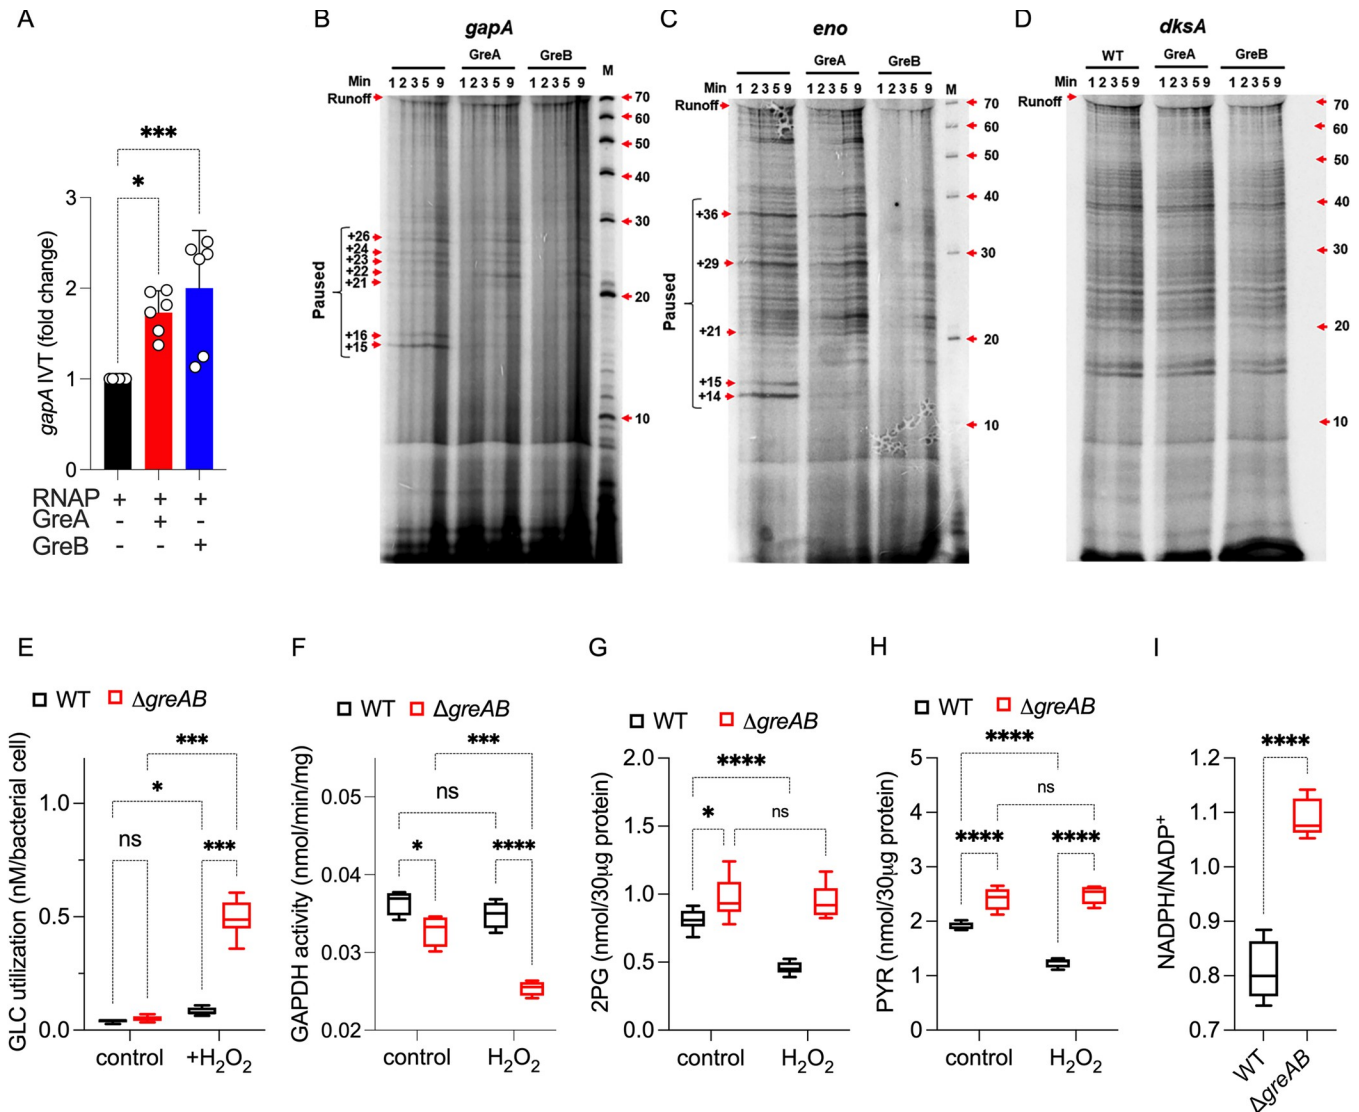 A
***
*
3
2
1
0
gapA IVT (fold change)
RNAP + + +
GreA - + -
GreB - - +
B
gapA
GreA GreB
M
Min 1 2 3 5 9 1 2 3 5 9 1 2 3 5 9
Runoff
70
60
50
40
30
20
10
+26
+24
+23
+22
+21
+16
+15
Paused
C
eno
GreA GreB
Min 1 2 3 5 9 1 2 3 5 9 1 2 3 5 9 M
Runoff
70
60
50
40
30
20
10
+36
+29
+21
+15
+14
Paused
D
dksA
WT GreA GreB
Min 1 2 3 5 9 1 2 3 5 9 1 2 3 5 9
Runoff
70
60
50
40
30
20
10
E
WT ΔgreAB
***
*
ns
***
1.0
0.5
0.0
GLC utilization (nM/bacterial cell)
control +H₂O₂
F
WT ΔgreAB
***
ns
*
****
0.05
0.04
0.03
0.02
GAPDH activity (nmol/min/mg)
control H₂O₂
G
WT ΔgreAB
****
*
ns
2.0
1.5
1.0
0.5
0.0
2PG (nmol/30µg protein)
control H₂O₂
H
WT ΔgreAB
****
ns
****
****
5
4
3
2
1
0
PYR (nmol/30µg protein)
control H₂O₂
I
****
1.2
1.1
1.0
0.9
0.8
0.7
NADPH/NADP⁺
WT
ΔgreAB